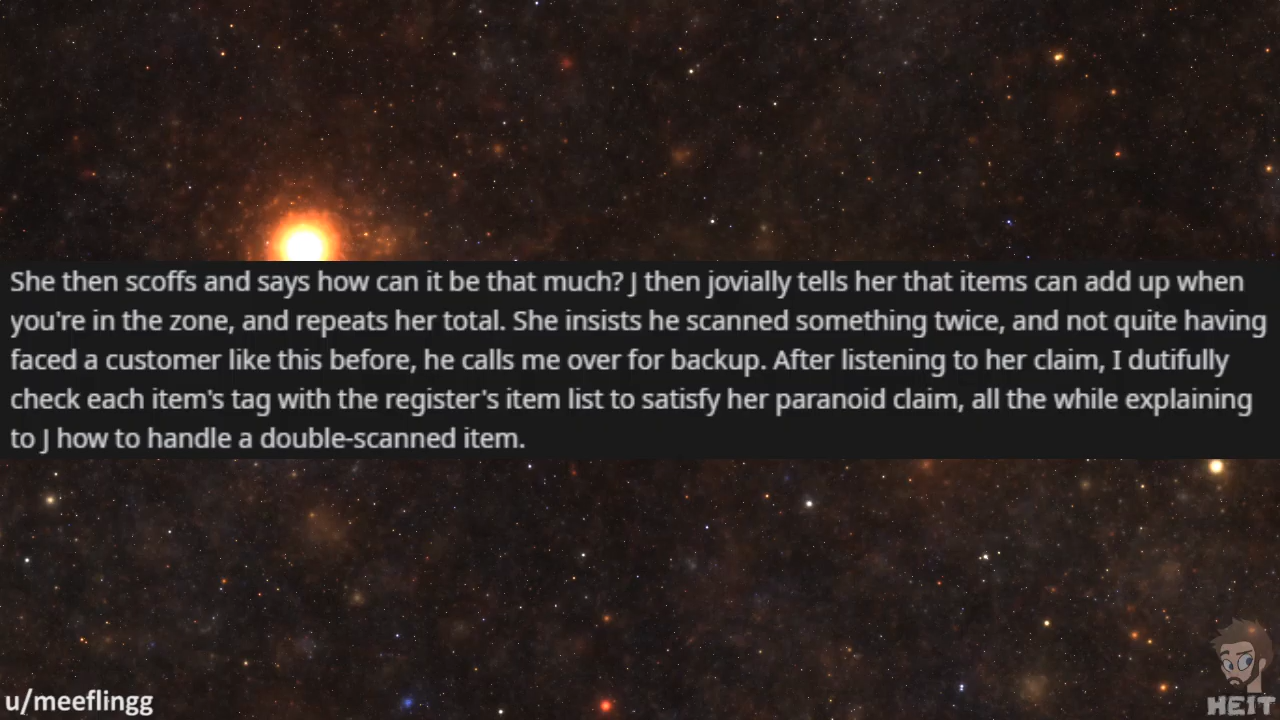 She then scoffs and says how can it be that much? J then jovially tells her that items can add up when
you're in the zone, and repeats her total. She insists he scanned something twice, and not quite having
faced a customer like this before, he calls me over for backup. After listening to her claim, I dutifully
check each item's tag with the register's item list to satisfy her paranoid claim, all the while explaining
to J how to handle a double-scanned item.
u/meeflingg
HEIT